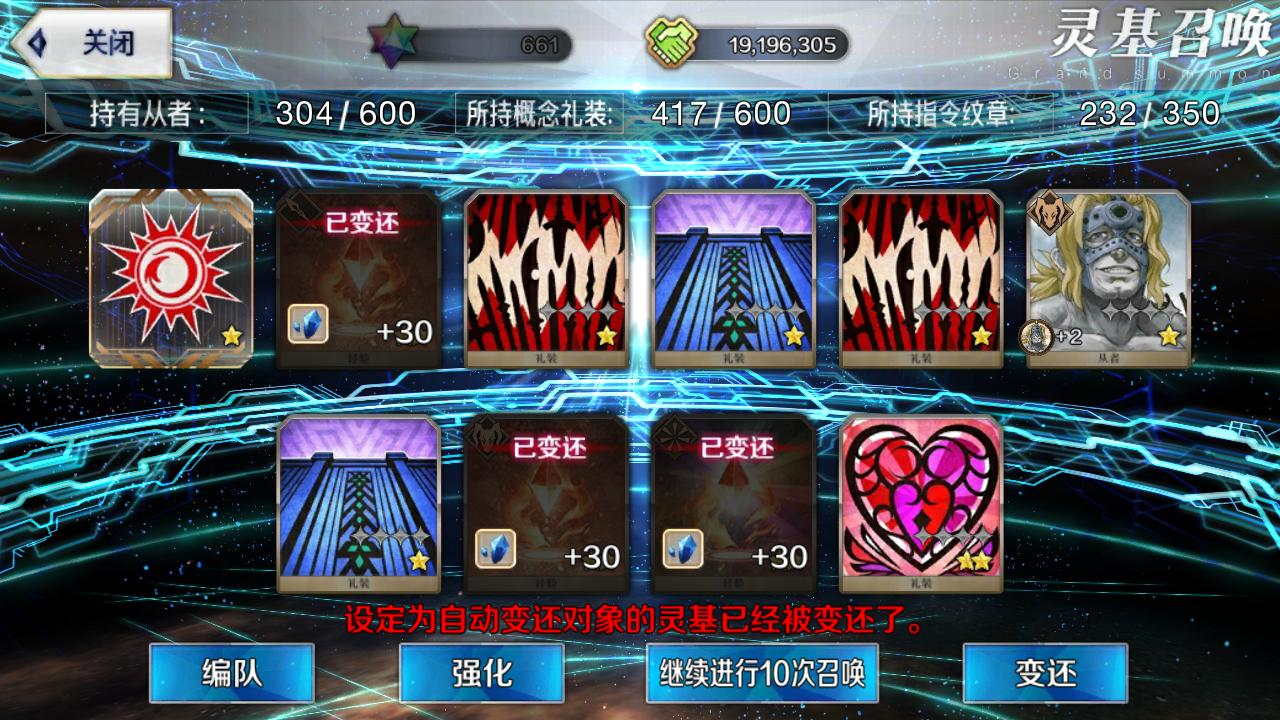 关闭
661
19,196,305
灵基召唤
Grand summon
持有从者：
304 / 600
所持概念礼装:
417 / 600
所持指令纹章:
232 / 350
已变还
+30
礼装
礼装
礼装
+2
从者
已变还
已变还
礼装
+30
+30
礼装
设定为自动变还对象的灵基已经被变还了。
编队
强化
继续进行10次召唤
变还